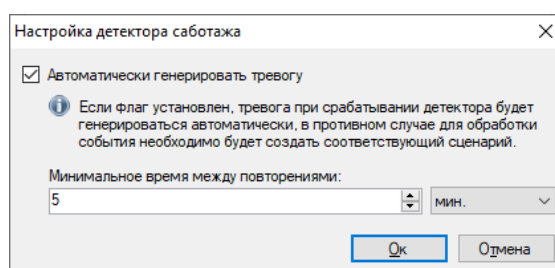 Настройка детектора саботажа
Автоматически генерировать тревогу
Если флаг установлен, тревога при срабатывании детектора будет
генерироваться автоматически, в противном случае для обработки
события необходимо будет создать соответствующий сценарий.
Минимальное время между повторениями:
5 мин.
Ок Отмена